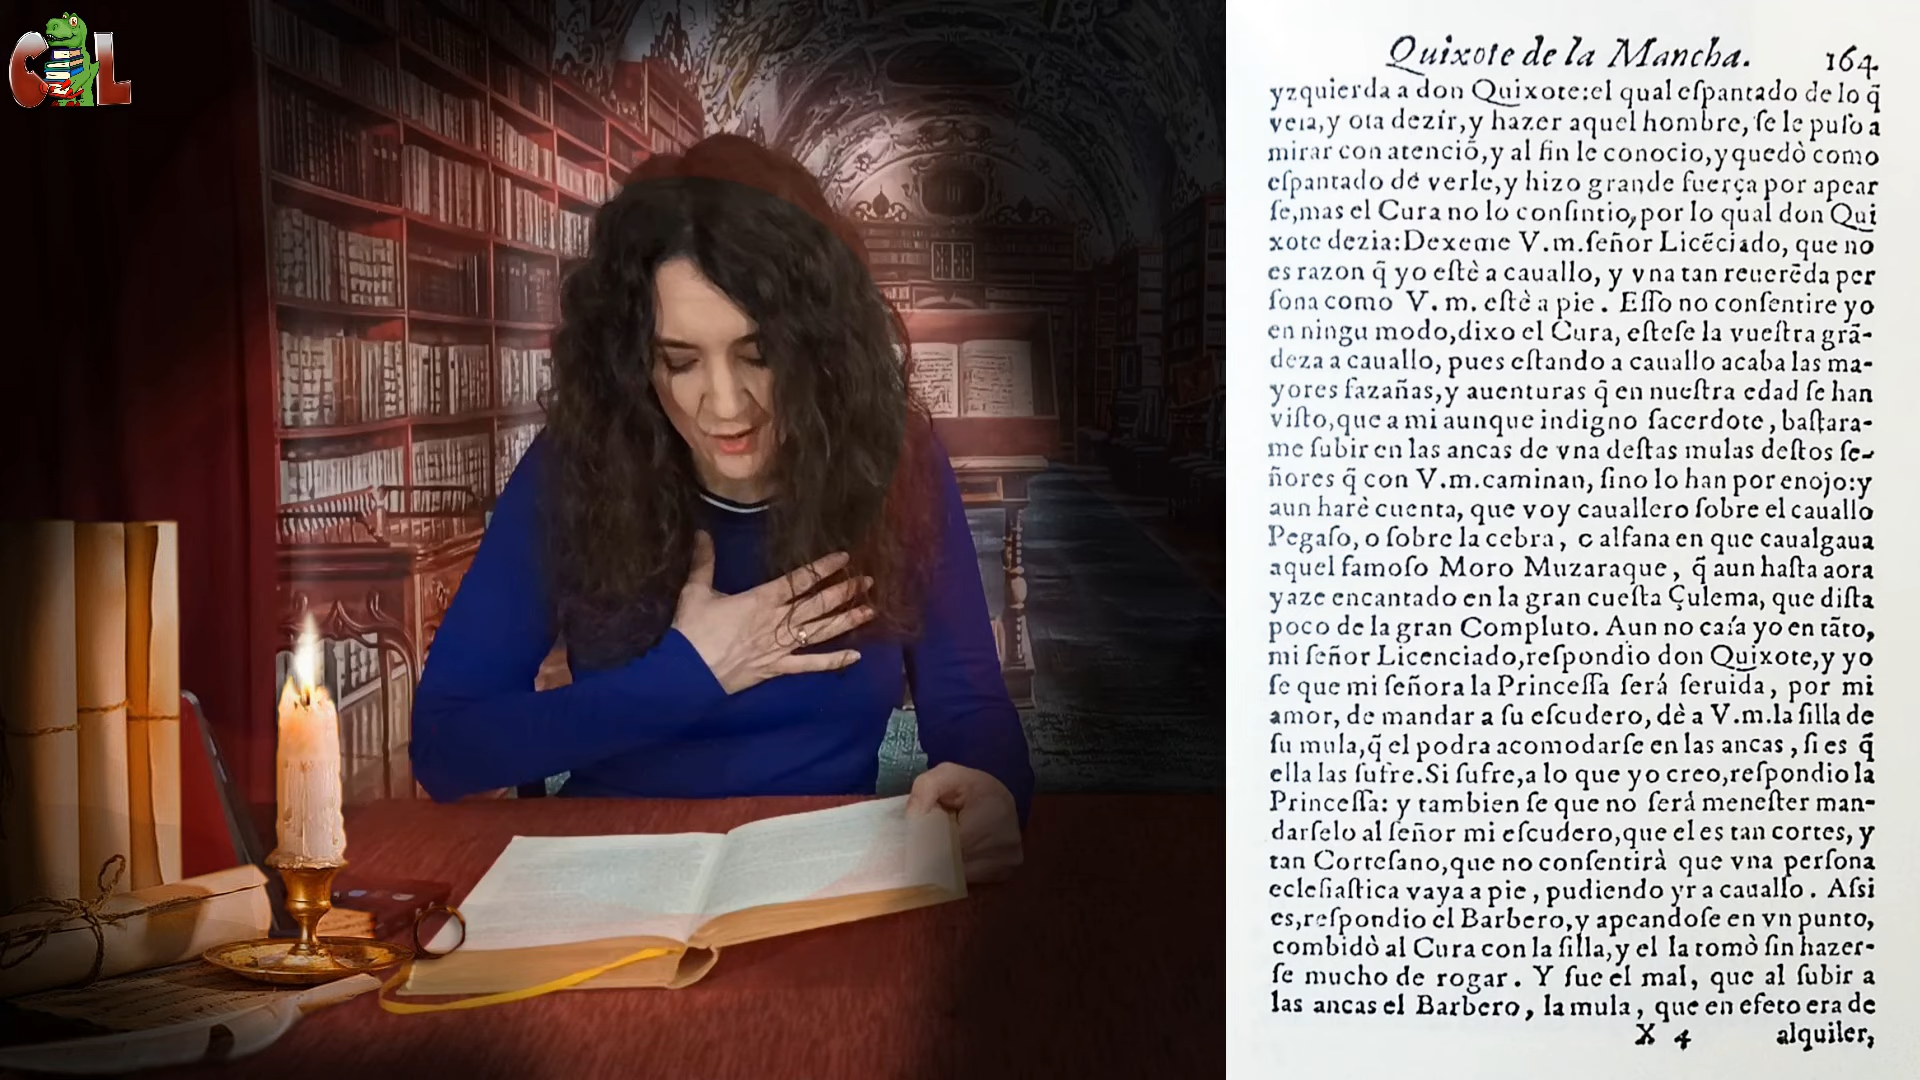 CIL
Quixote de la Mancha. 164
yzquierda a don Quixote:el qual eſpantado de lo q̃
veia,y oia dezir,y hazer aquel hombre, ſe le puſo a
mirar con atenciõ,y al fin le conocio,y quedò como
eſpantado de verle,y hizo grande fuerça por apear
ſe,mas el Cura no lo conſintio,por lo qual don Qui
xote dezia:Dexeme V.m.ſeñor Licẽciado, que no
es razon q̃ yo eſtè a cauallo, y vna tan reuerẽda per
ſona como V. m. eſtè a pie. Eſſo no conſentire yo
en ningu modo,dixo el Cura, eſteſe la vueſtra grã-
deza a cauallo, pues eſtando a cauallo acaba las ma-
yores fazañas,y auenturas q̃ en nueſtra edad ſe han
viſto,que a mi aunque indigno ſacerdote, baſtara-
me ſubir en las ancas de vna deſtas mulas deſtos ſe-
ñores q̃ con V.m.caminan, ſino lo han por enojo:y
aun harè cuenta, que voy cauallero ſobre el cauallo
Pegaſo, o ſobre la cebra, o alfana en que caualgaua
aquel famoſo Moro Muzaraque, q̃ aun haſta aora
yaze encantado en la gran cueſta Çulema, que diſta
poco de la gran Compluto. Aun no caía yo en tãto,
mi ſeñor Licenciado,reſpondio don Quixote,y yo
ſe que mi ſeñora la Princeſſa ſerá ſeruida, por mi
amor, de mandar a ſu eſcudero, dè a V.m.la ſilla de
ſu mula,q̃ el podra acomodarſe en las ancas, ſi es q̃
ella las ſufre.Si ſufre,a lo que yo creo,reſpondio la
Princeſſa: y tambien ſe que no ſerá meneſter man-
darſelo al ſeñor mi eſcudero,que el es tan cortes, y
tan Corteſano,que no conſentirà que vna perſona
ecleſiaſtica vaya a pie, pudiendo yr a cauallo. Aſsi
es,reſpondio el Barbero,y apeandoſe en vn punto,
combidò al Cura con la ſilla,y el la tomò ſin hazer-
ſe mucho de rogar. Y fue el mal, que al ſubir a
las ancas el Barbero, la mula, que en efeto era de
X 4 alquiler,